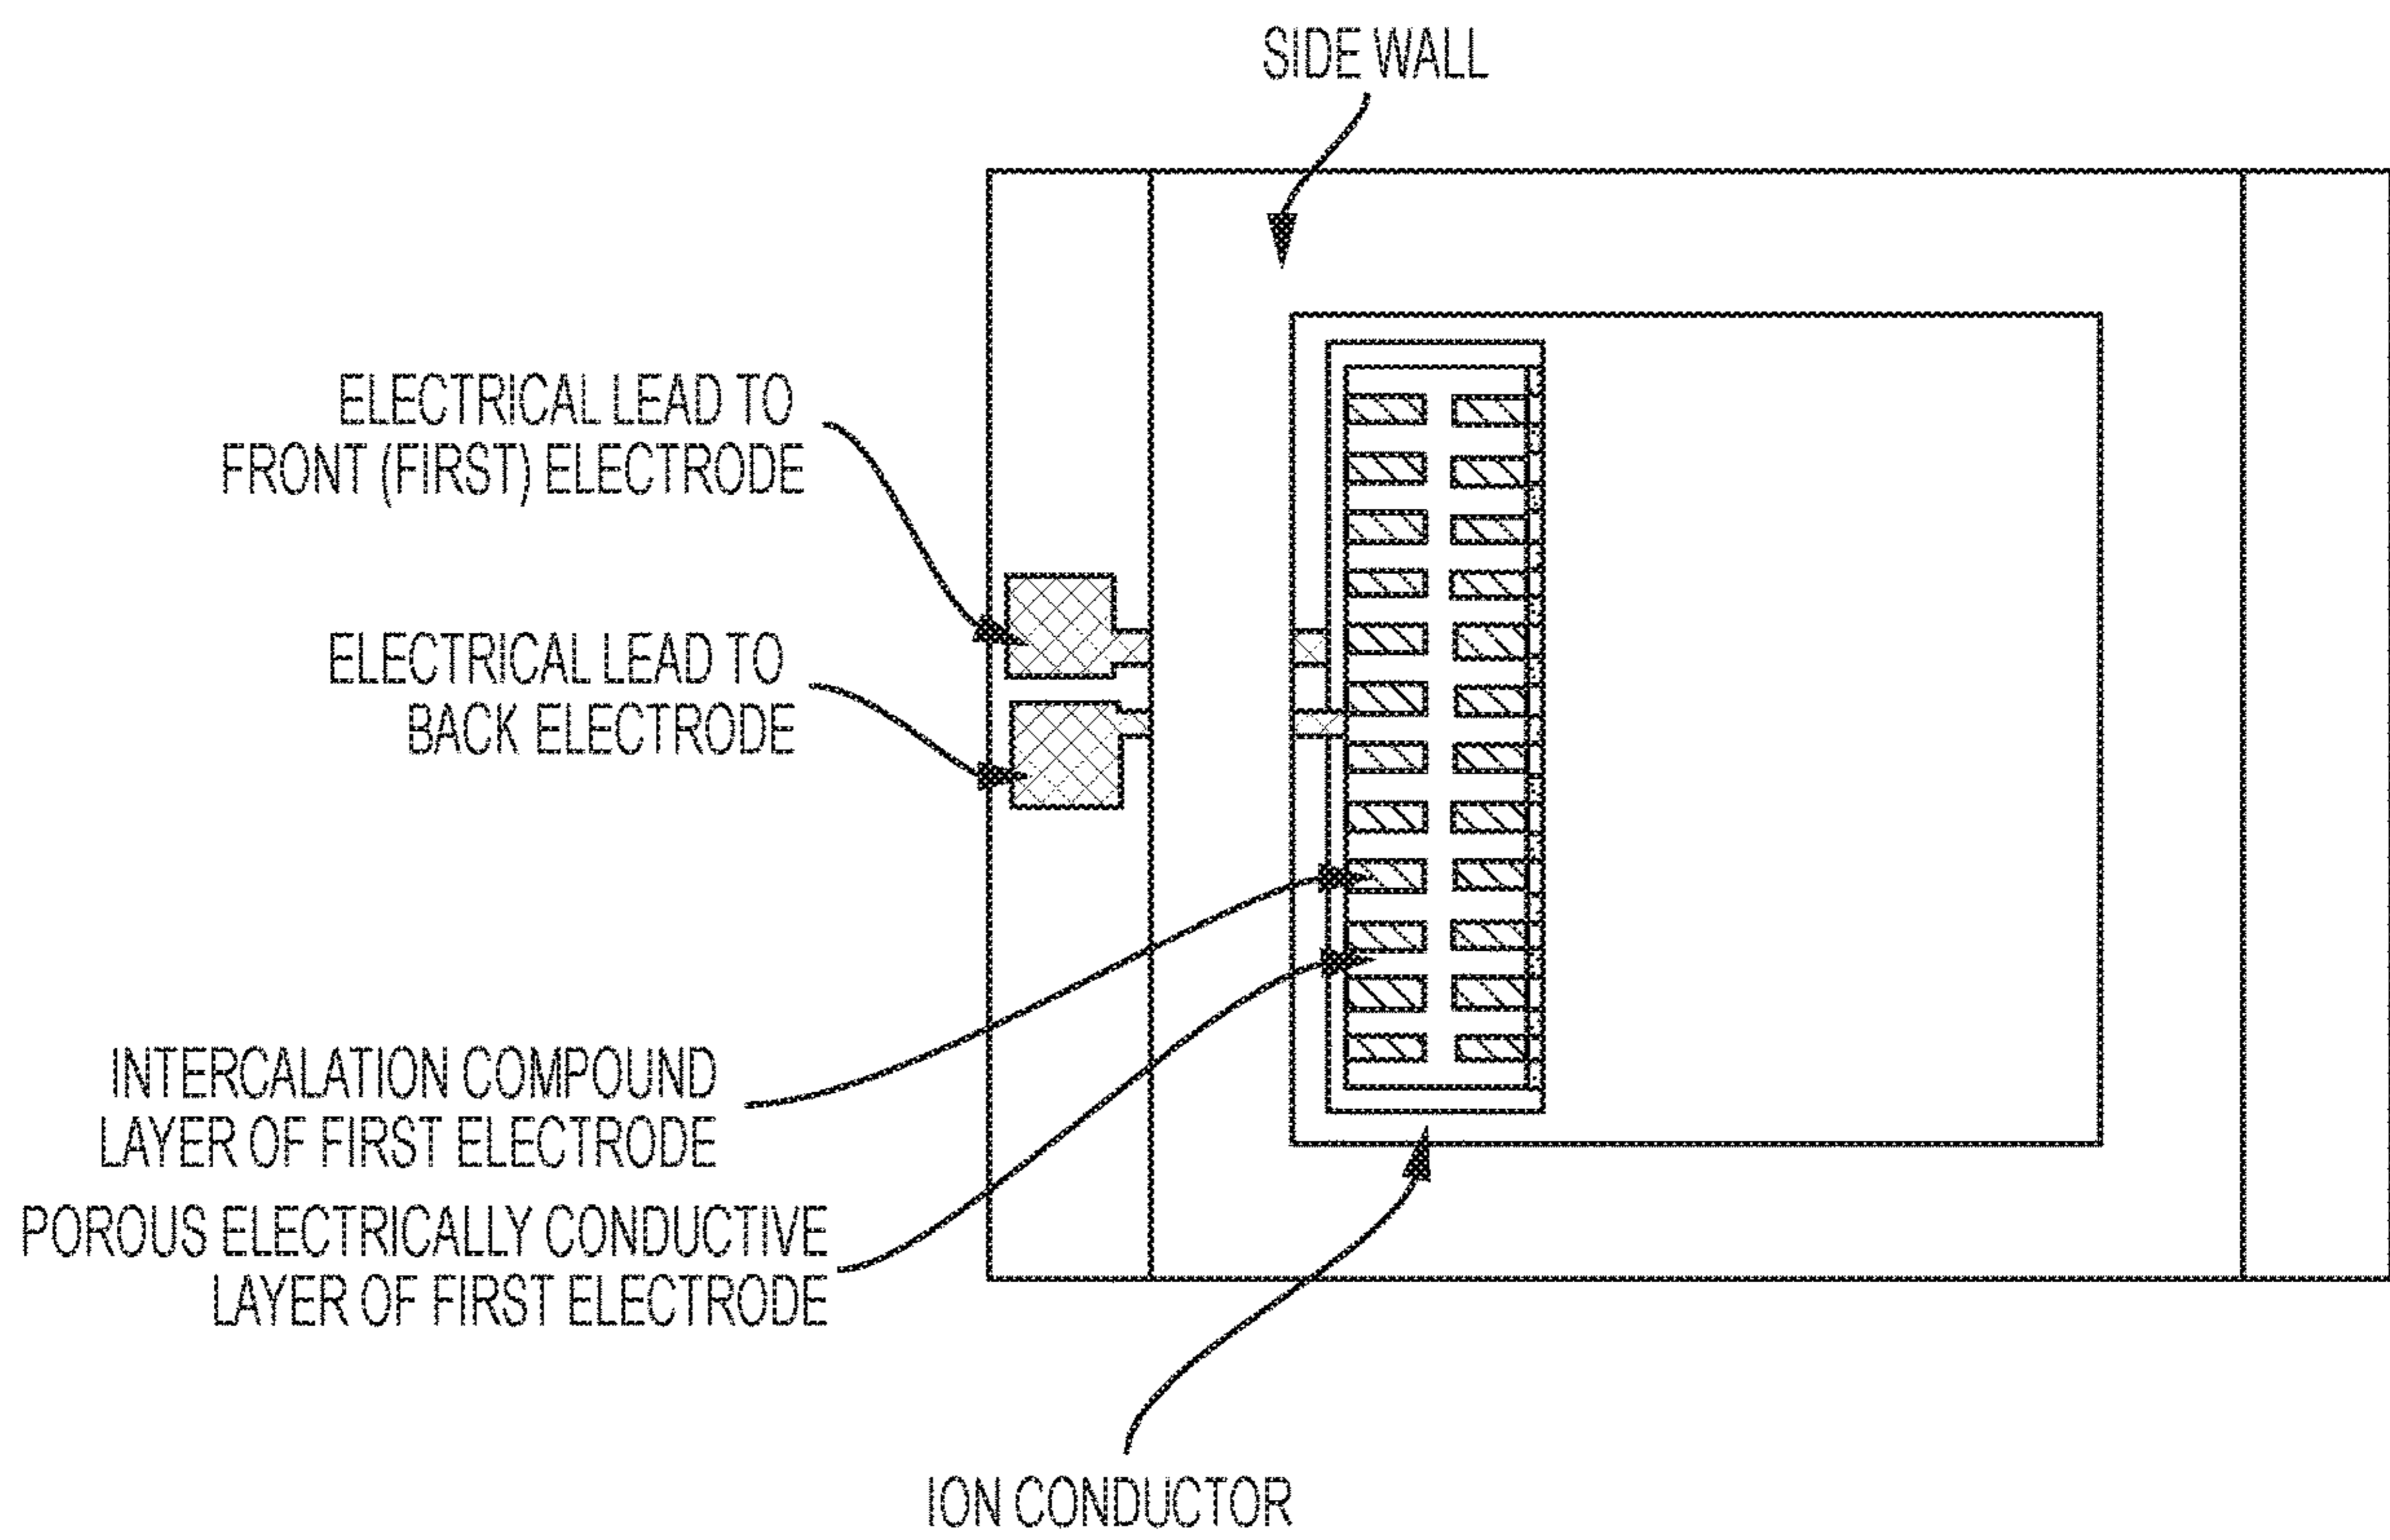 SIDE WALL
ELECTRICAL LEAD TO
FRONT (FIRST) ELECTRODE
ELECTRICAL LEAD TO
BACK ELECTRODE
INTERCALATION COMPOUND
LAYER OF FIRST ELECTRODE
POROUS ELECTRICALLY CONDUCTIVE
LAYER OF FIRST ELECTRODE
ION CONDUCTOR